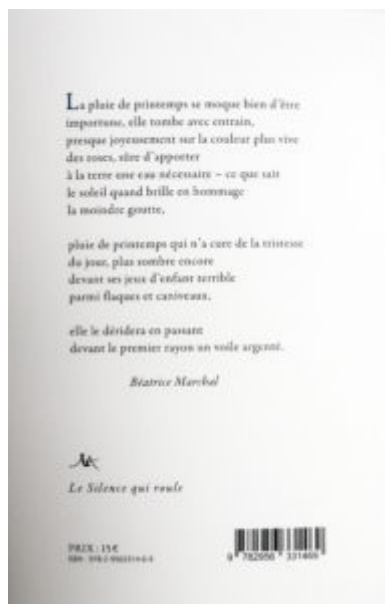 La pluie de printemps se moque bien d'être
importune, elle tombe avec entrain,
presque joyeusement sur la couleur plus vive
des roses, sûre d'apporter
à la terre une eau nécessaire – ce que sait
le soleil quand brille en hommage
la moindre goutte,
pluie de printemps qui n'a cure de la tristesse
du jour, plus sombre encore
devant ses jeux d'enfant terrible
parmi flaques et caniveaux,
elle le déridera en passant
devant le premier rayon un voile argenté.
Béatrice Marchal
Le Silence qui roule
PRIX : 15 €
ISBN
9 782956 331469